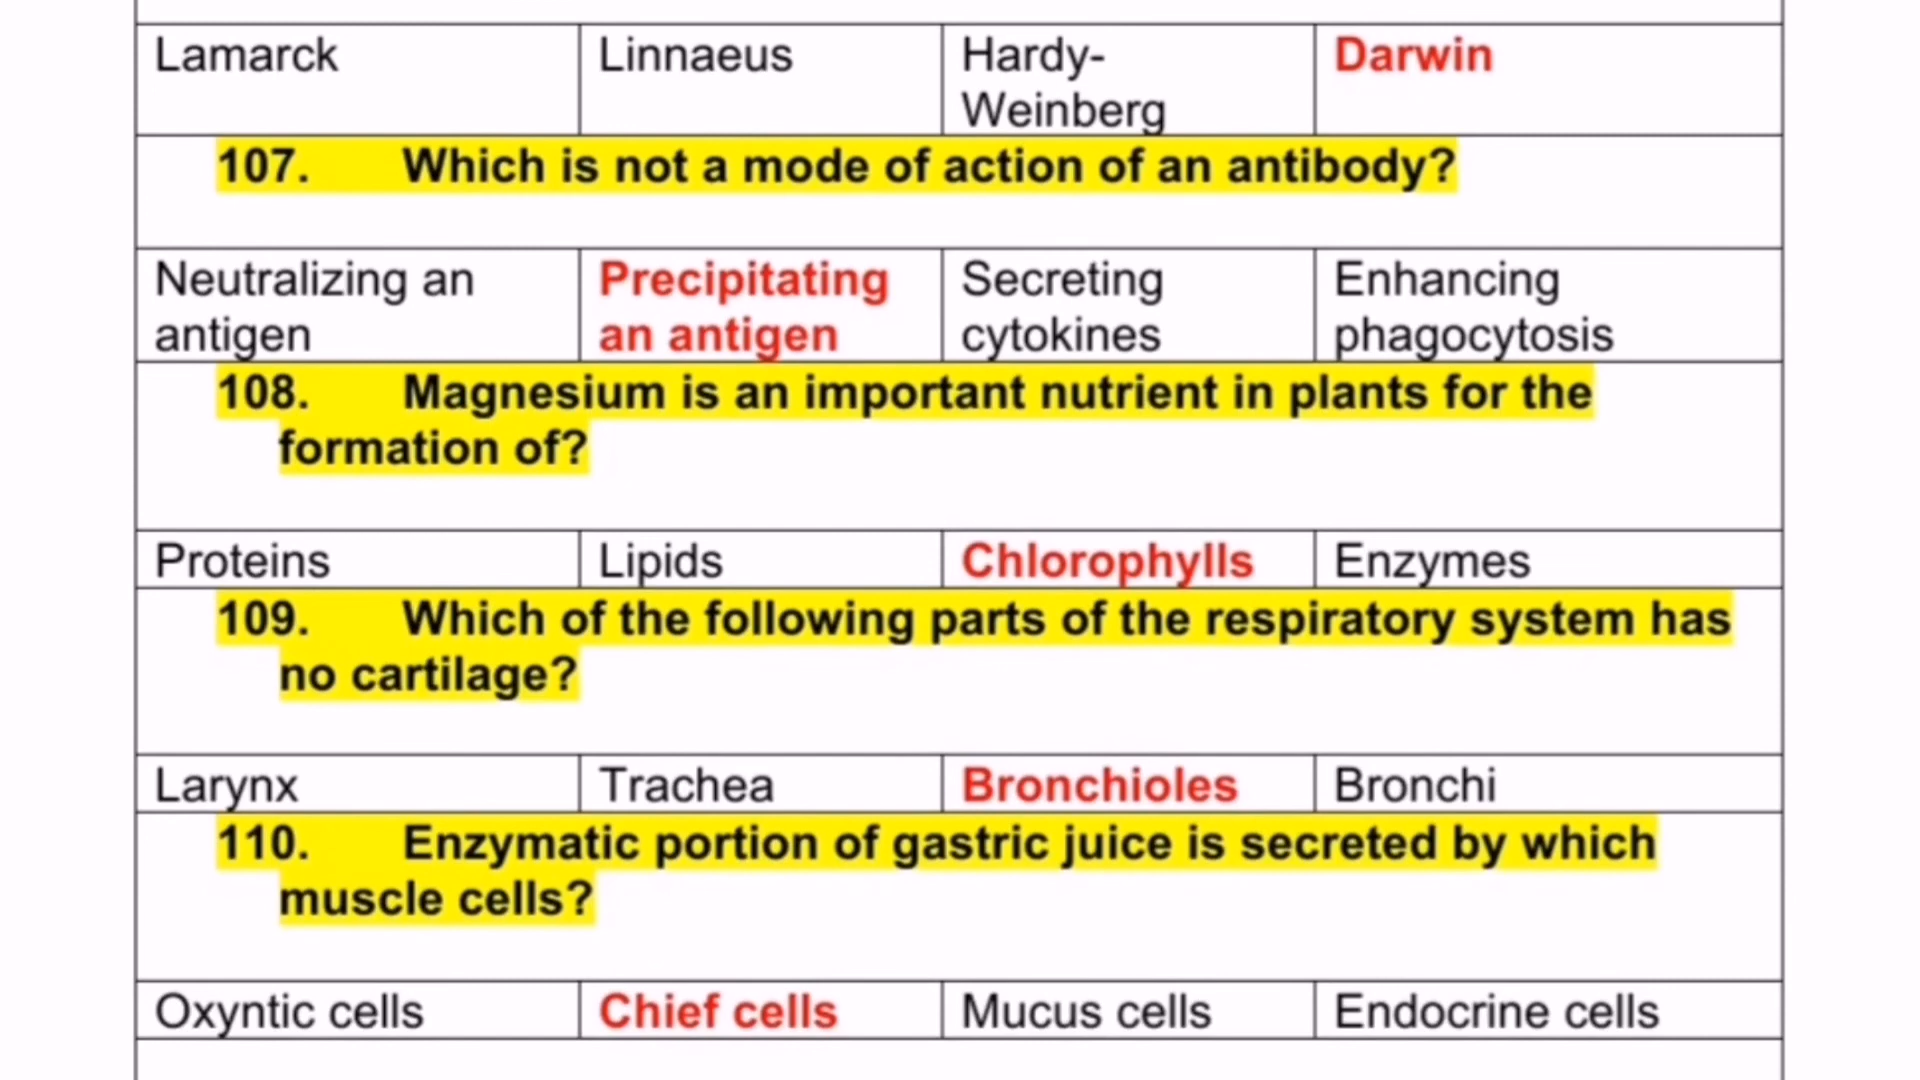 Lamarck Linnaeus Hardy- Darwin
Weinberg
107. Which is not a mode of action of an antibody?
Neutralizing an Precipitating Secreting Enhancing
antigen an antigen cytokines phagocytosis
108. Magnesium is an important nutrient in plants for the
formation of?
Proteins Lipids Chlorophylls Enzymes
109. Which of the following parts of the respiratory system has
no cartilage?
Larynx Trachea Bronchioles Bronchi
110. Enzymatic portion of gastric juice is secreted by which
muscle cells?
Oxyntic cells Chief cells Mucus cells Endocrine cells